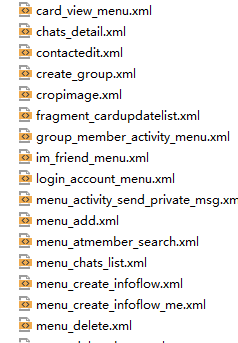 card_view_menu.xml
chats_detail.xml
contactedit.xml
create_group.xml
cropimage.xml
fragment_cardupdatelist.xml
group_member_activity_menu.xml
im_friend_menu.xml
login_account_menu.xml
menu_activity_send_private_msg.xm
menu_add.xml
menu_atmember_search.xml
menu_chats_list.xml
menu_create_infoflow.xml
menu_create_infoflow_me.xml
menu_delete.xml